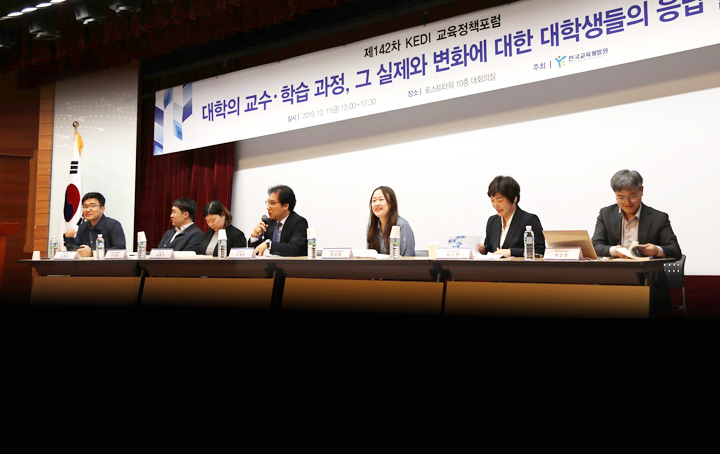 제142차 KEDI 교육정책포럼
대학의 교수·학습 과정, 그 실제와 변화에 대한 대학생들의 응답
일시 | 2019. 10. 11(금) 13:00~17:30 장소 | 포스트타워 10층 대회의실 주최 | 한국교육개발원